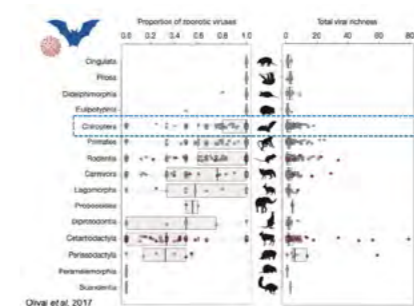 Proportion of zoonotic viruses
Total viral richness
0.0 0.2 0.4 0.6 0.8 1.0
0 20 40 60 80
Cingulata
Pilosa
Didelphimorphia
Eulipotyphla
Chiroptera
Primates
Rodentia
Carnivora
Lagomorpha
Proboscidea
Diprotodontia
Cetartiodactyla
Perissodactyla
Peramelemorphia
Scandentia
Olival et al. 2017